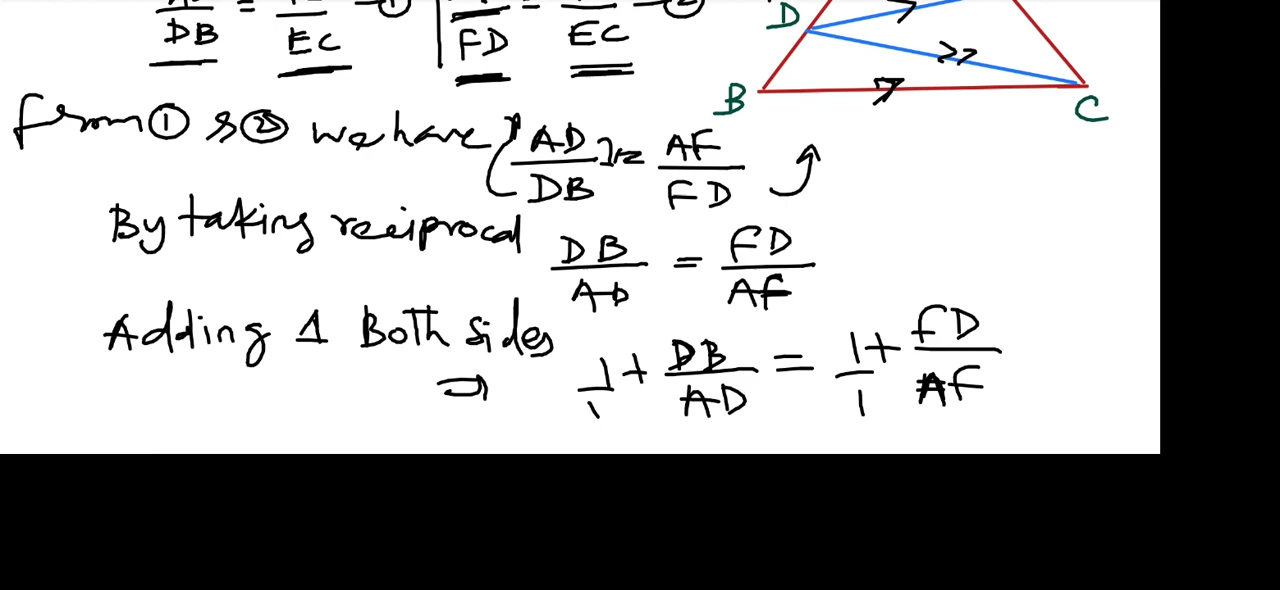 DB = EC ① | FD = EC ②
D
B
C
from ① & ② we have AD/DB = AF/FD
By taking reciprocal DB/AD = FD/AF
Adding 1 Both sides
⇒ 1/1 + DB/AD = 1/1 + FD/AF